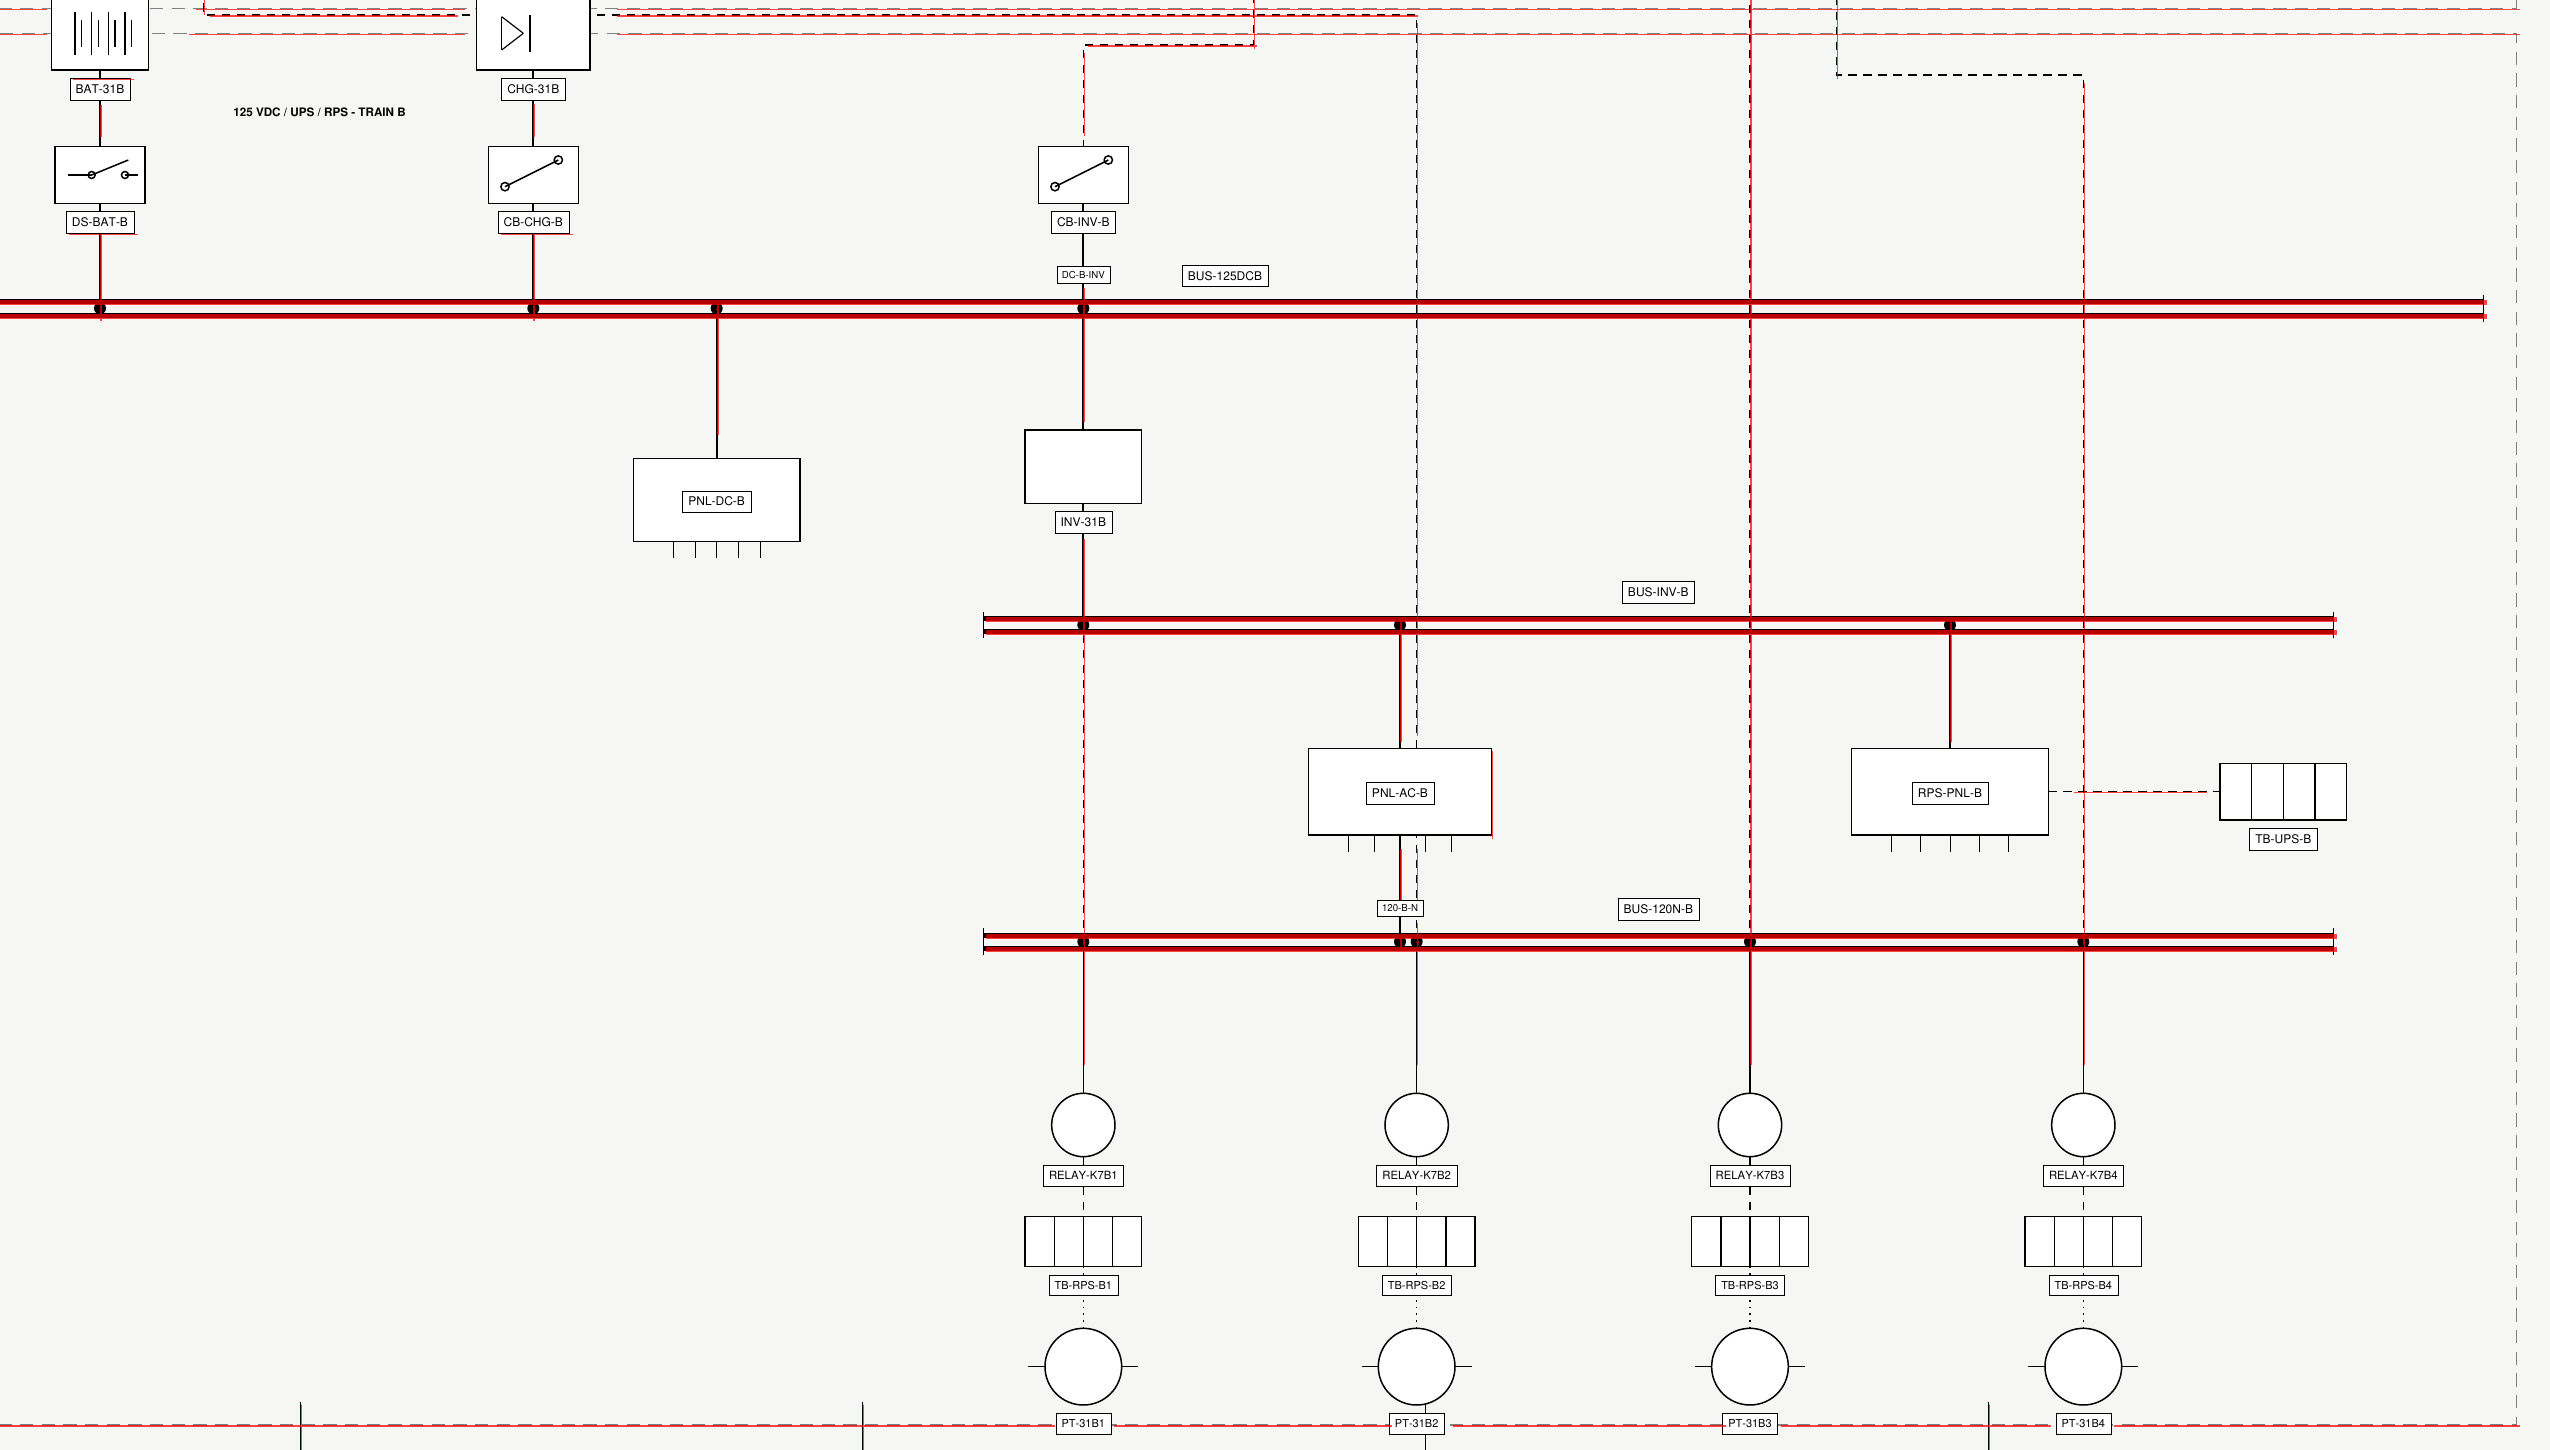 BAT-31B
CHG-31B
125 VDC / UPS / RPS - TRAIN B
DS-BAT-B
CB-CHG-B
CB-INV-B
DC-B-INV
BUS-125DCB
PNL-DC-B
INV-31B
BUS-INV-B
PNL-AC-B
RPS-PNL-B
TB-UPS-B
120-B-N
BUS-120N-B
RELAY-K7B1
RELAY-K7B2
RELAY-K7B3
RELAY-K7B4
TB-RPS-B1
TB-RPS-B2
TB-RPS-B3
TB-RPS-B4
PT-31B1
PT-31B2
PT-31B3
PT-31B4